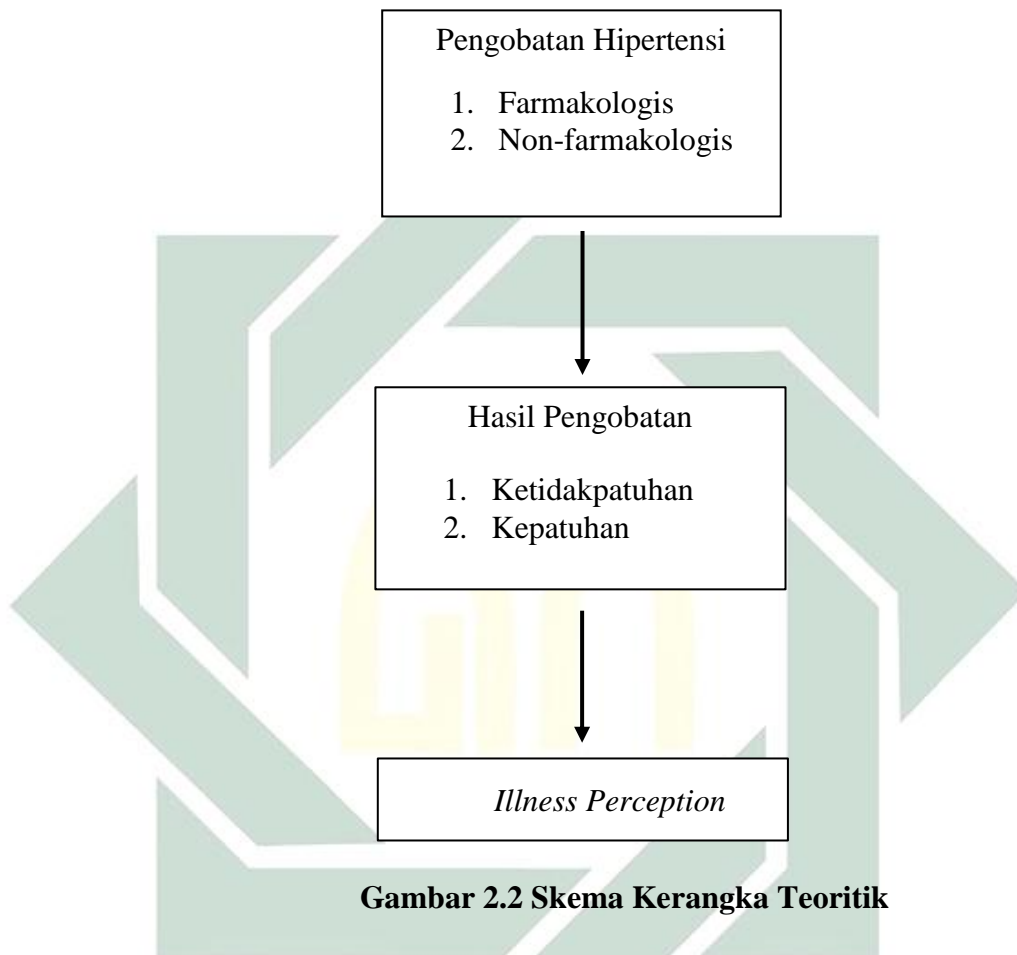 Pengobatan Hipertensi
1. Farmakologis
2. Non-farmakologis
Hasil Pengobatan
1. Ketidakpatuhan
2. Kepatuhan
Illness Perception
Gambar 2.2 Skema Kerangka Teoritik